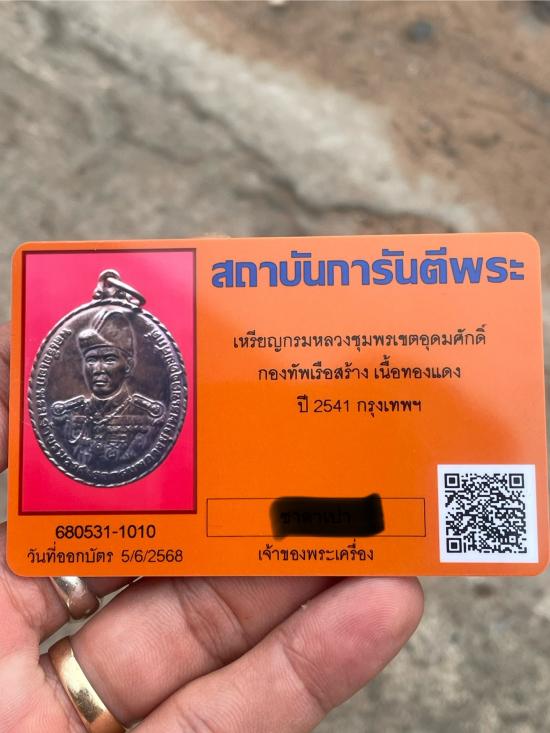 สถาบันการันตีพระ
เหรียญกรมหลวงชุมพรเขตอุดมศักดิ์
กองทัพเรือสร้าง เนื้อทองแดง
ปี 2541 กรุงเทพฯ
680531-1010
วันที่ออกบัตร 5/6/2568
เจ้าของพระเครื่อง